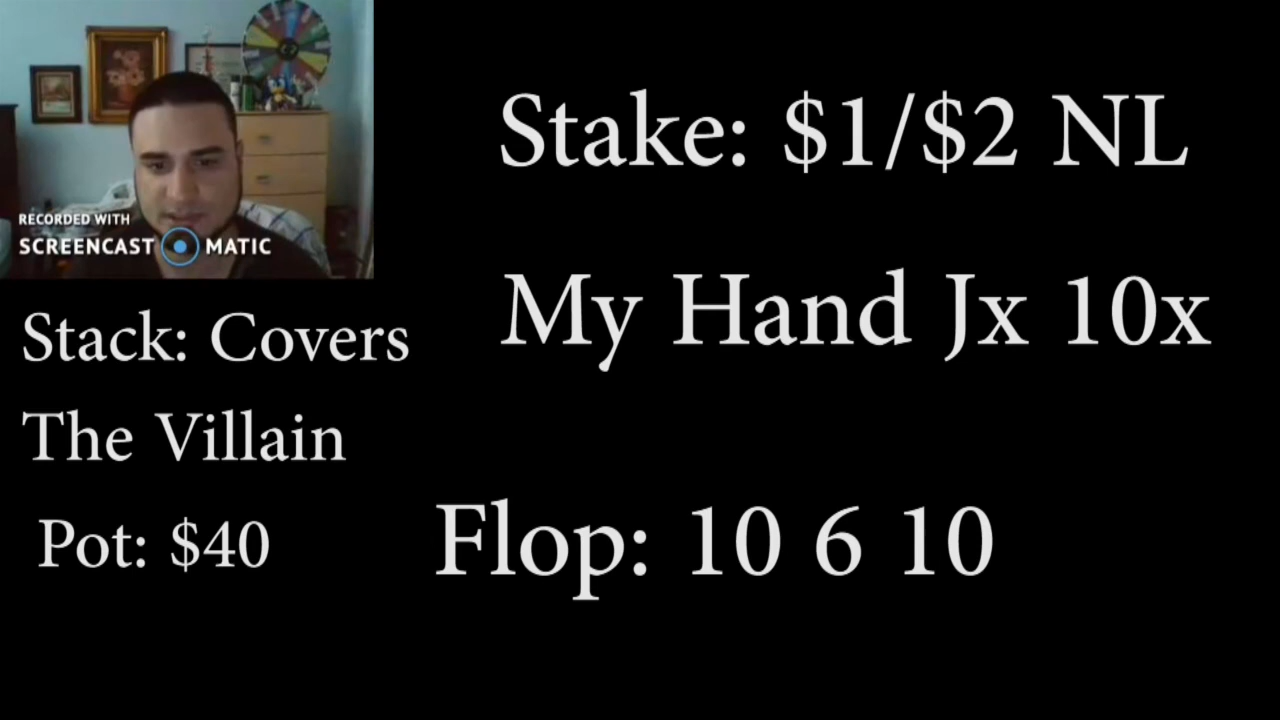 RECORDED WITH
SCREENCAST MATIC
Stake: $1/$2 NL
My Hand Jx 10x
Stack: Covers
The Villain
Pot: $40
Flop: 10 6 10